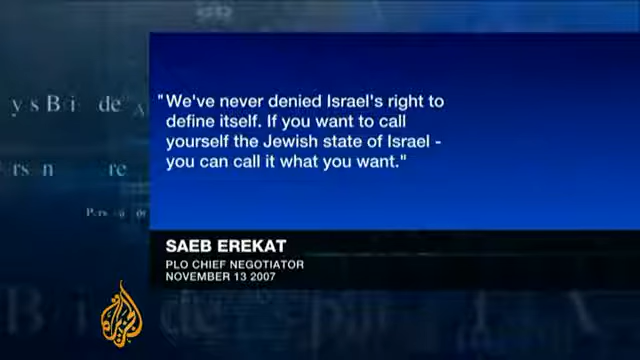 "We've never denied Israel's right to
define itself. If you want to call
yourself the Jewish state of Israel -
you can call it what you want."
SAEB EREKAT
PLO CHIEF NEGOTIATOR
NOVEMBER 13 2007